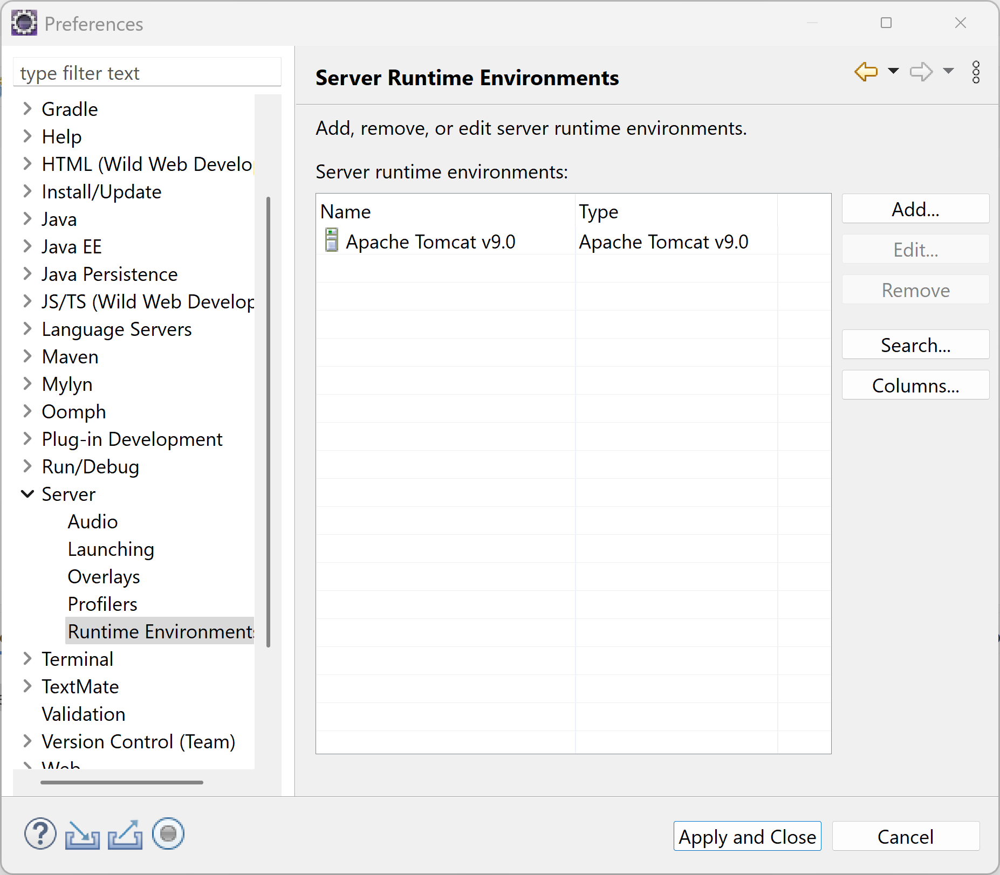 Preferences
type filter text
Gradle
Help
HTML (Wild Web Develo
Install/Update
Java
Java EE
Java Persistence
JS/TS (Wild Web Develop
Language Servers
Maven
Mylyn
Oomph
Plug-in Development
Run/Debug
Server
Audio
Launching
Overlays
Profilers
Runtime Environments
Terminal
TextMate
Validation
Version Control (Team)
Web
Server Runtime Environments
Add, remove, or edit server runtime environments.
Server runtime environments:
Name Type
Apache Tomcat v9.0 Apache Tomcat v9.0
Add...
Edit...
Remove
Search...
Columns...
?
Apply and Close Cancel